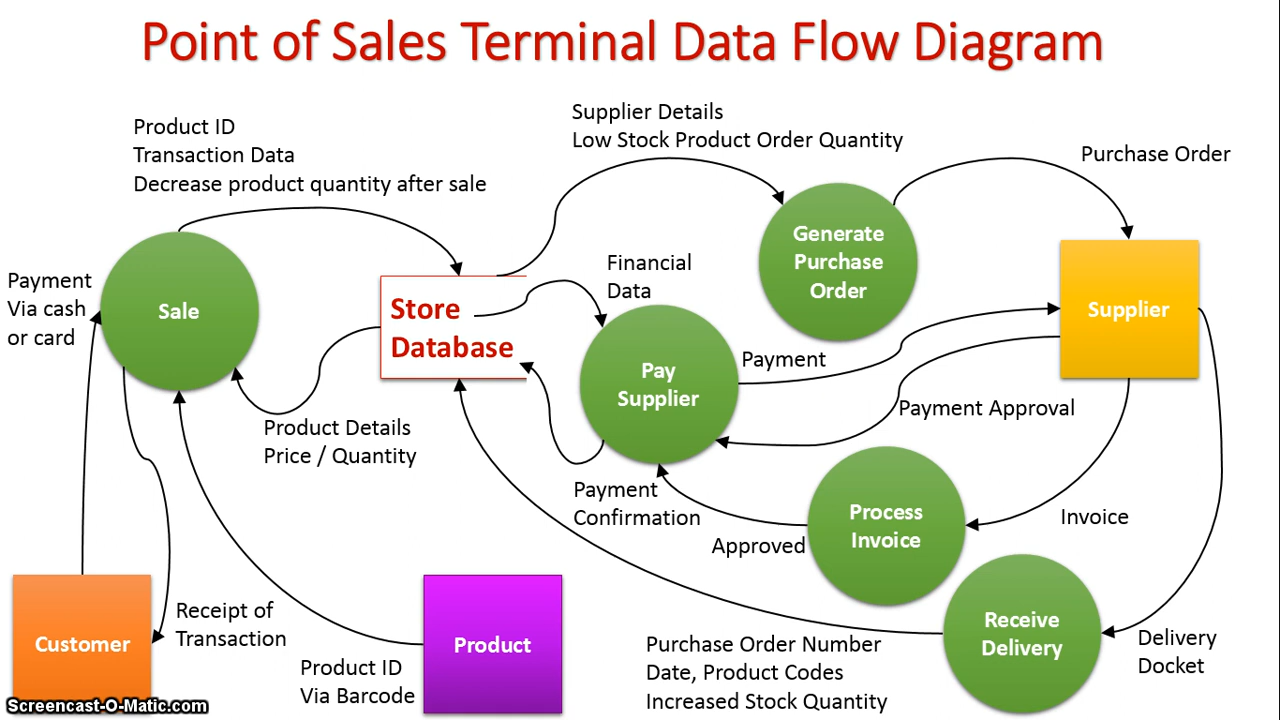 Point of Sales Terminal Data Flow Diagram
Supplier Details
Low Stock Product Order Quantity
Product ID
Transaction Data
Decrease product quantity after sale
Purchase Order
Generate
Purchase
Order
Payment
Via cash
or card
Sale
Store
Database
Financial
Data
Supplier
Pay
Supplier
Payment
Payment Approval
Product Details
Price / Quantity
Payment
Confirmation
Approved
Process
Invoice
Invoice
Customer
Receipt of
Transaction
Product ID
Via Barcode
Product
Purchase Order Number
Date, Product Codes
Increased Stock Quantity
Receive
Delivery
Delivery
Docket
Screencast-O-Matic.com